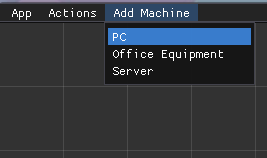 App Actions Add Machine
PC
Office Equipment
Server